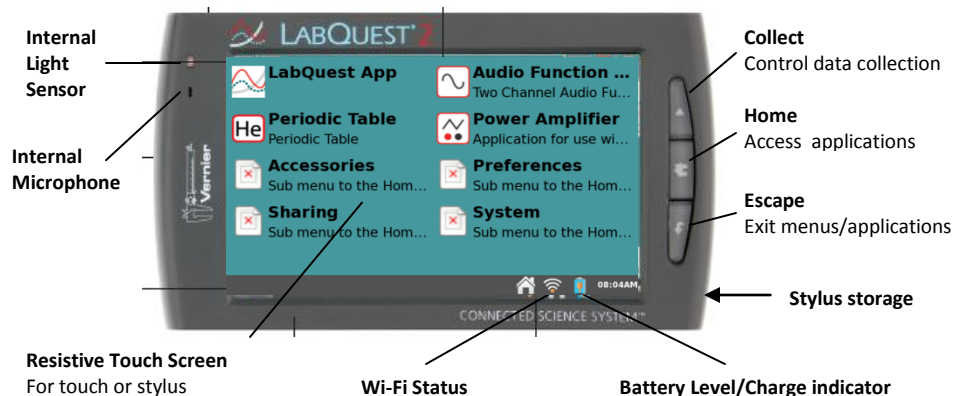 LABQUEST 2
Internal
Light
Sensor
Internal
Microphone
Vernier
LabQuest App
Audio Function ...
Two Channel Audio Fu...
He
Periodic Table
Periodic Table
Power Amplifier
Application for use wi...
Accessories
Sub menu to the Hom...
Preferences
Sub menu to the Hom...
Sharing
Sub menu to the Hom...
System
Sub menu to the Hom...
08:04AM
CONNECTED SCIENCE SYSTEM™
Collect
Control data collection
Home
Access applications
Escape
Exit menus/applications
Stylus storage
Resistive Touch Screen
For touch or stylus
Wi-Fi Status
Battery Level/Charge indicator